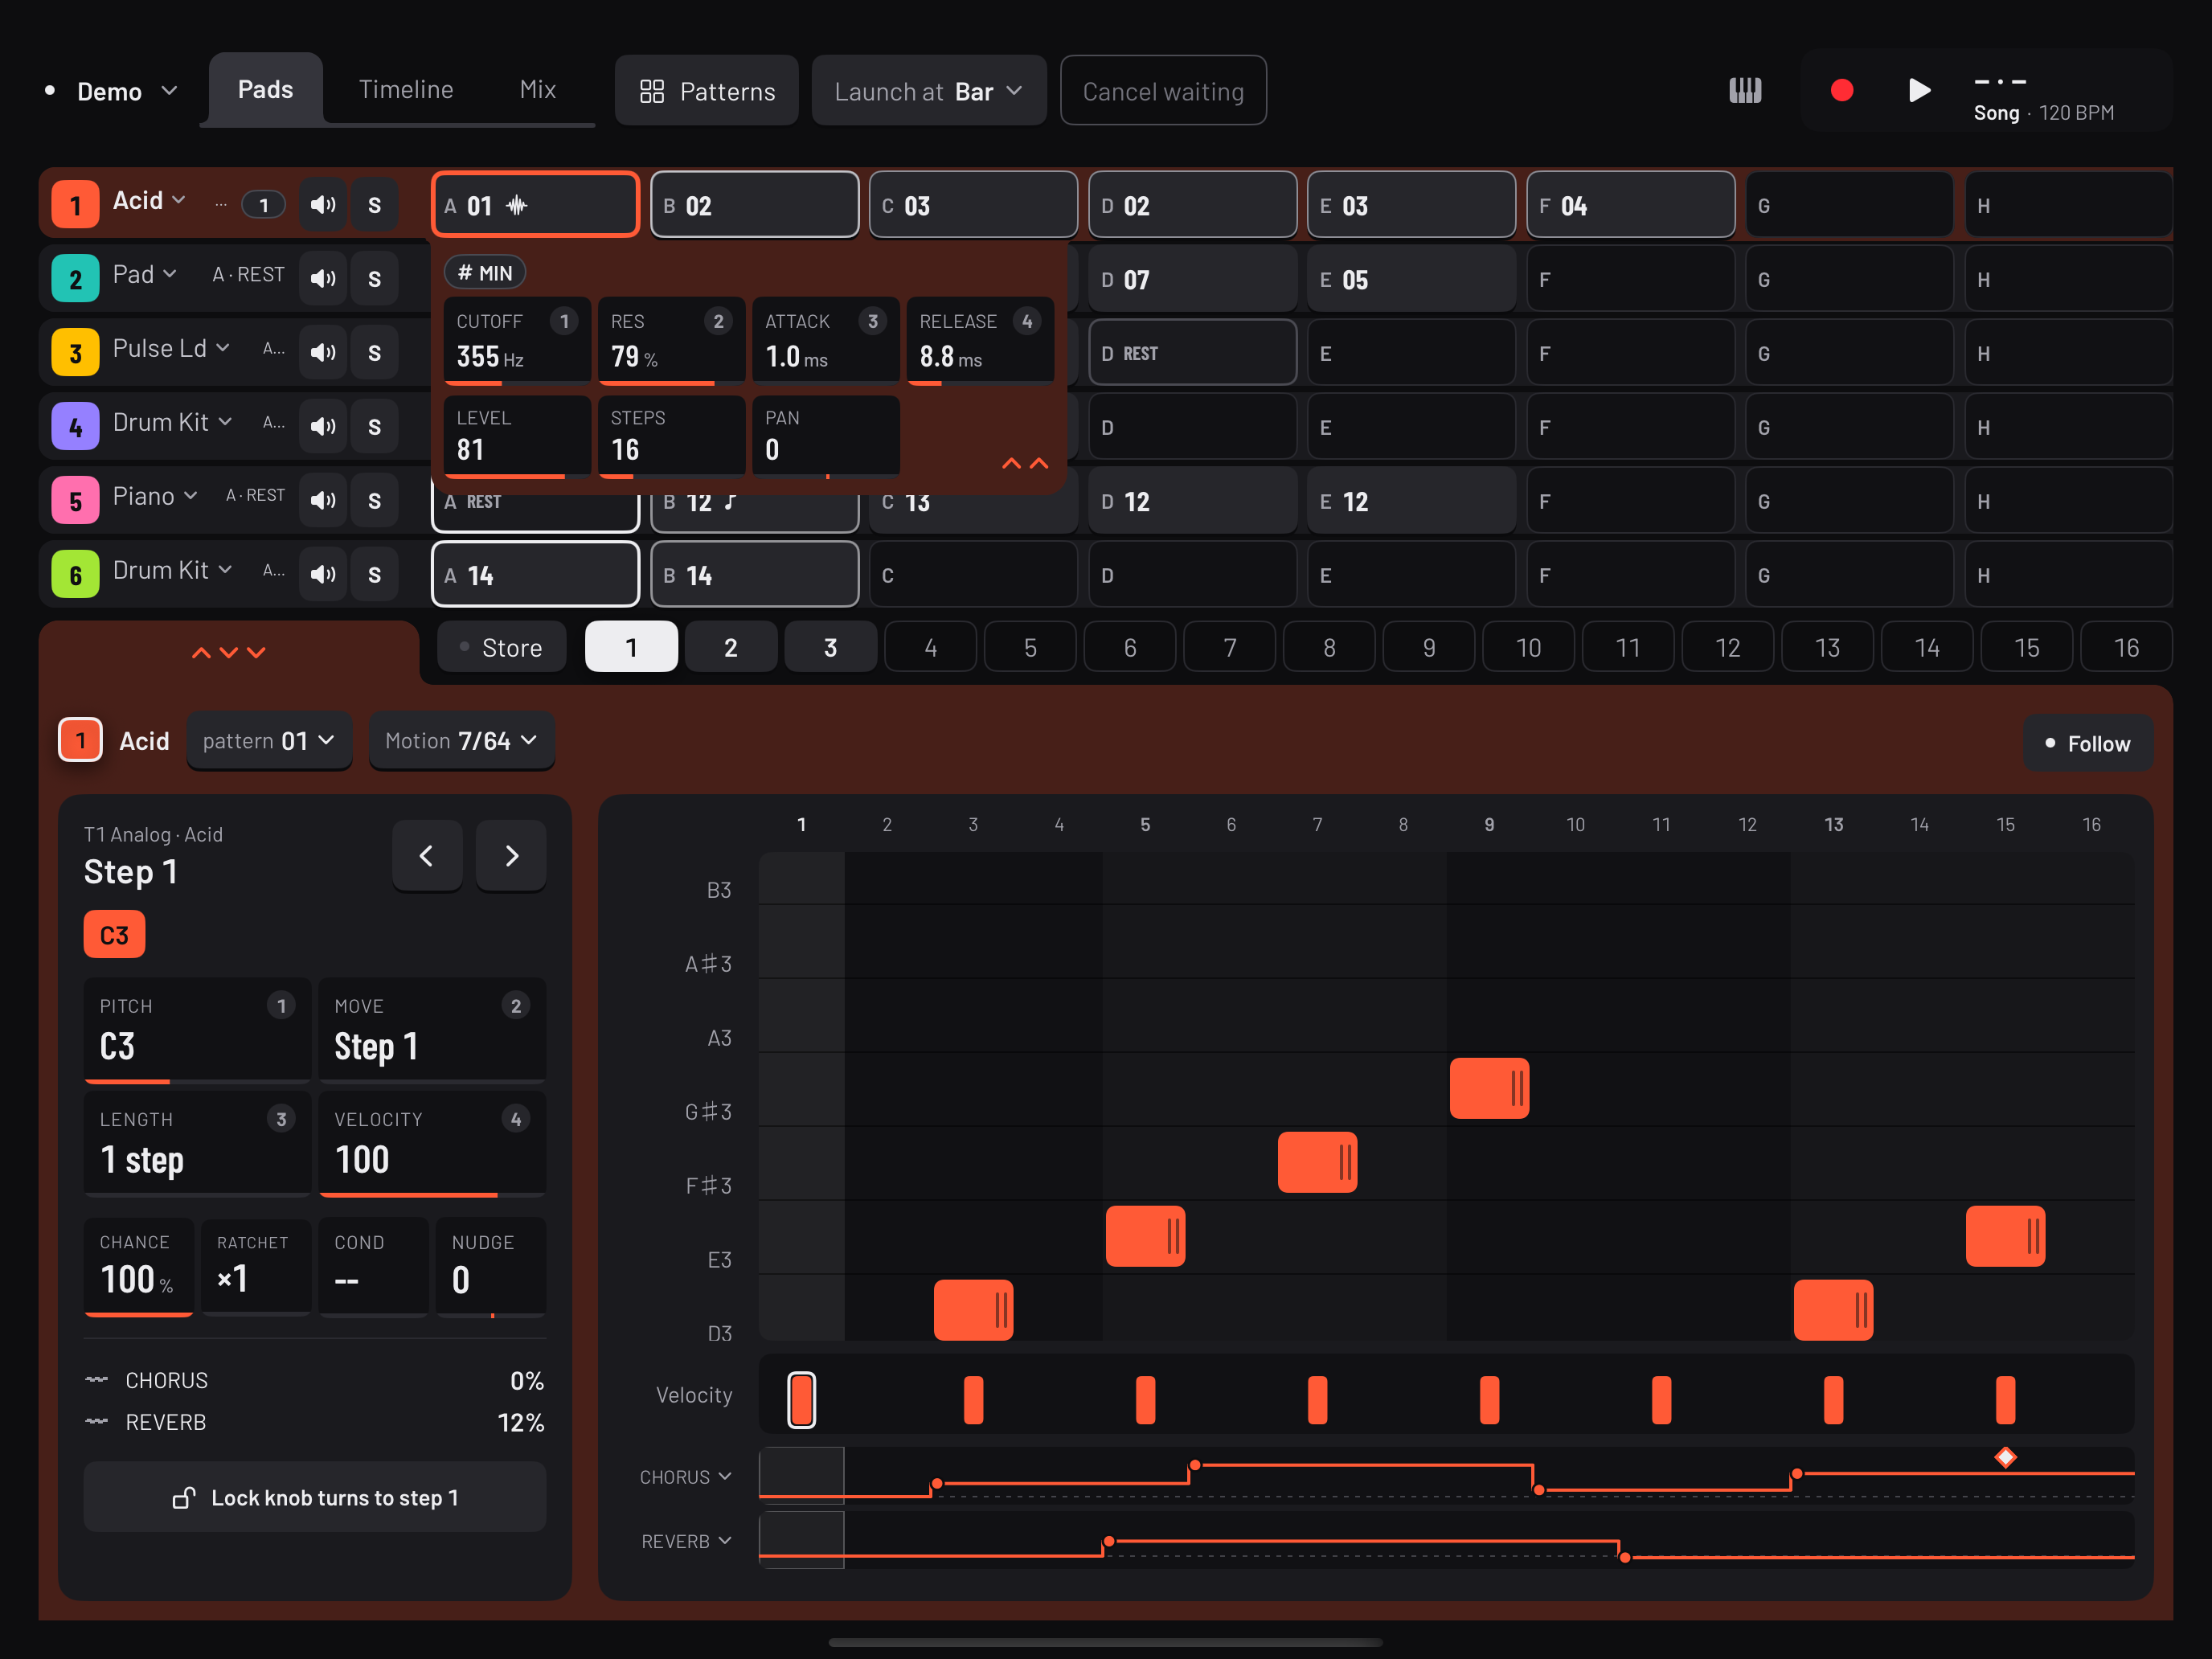 Demo Pads Timeline Mix Patterns Launch at Bar Cancel waiting -·-
Song · 120 BPM
1 Acid ... 1 S A 01 B 02 C 03 D 02 E 03 F 04 G H
2 Pad A · REST S D 07 E 05 F G H
# MIN
3 Pulse Ld A... S D REST E F G H
CUTOFF 1 RES 2 ATTACK 3 RELEASE 4
355 Hz 79 % 1.0 ms 8.8 ms
4 Drum Kit A... S D E F G H
LEVEL STEPS PAN
81 16 0
5 Piano A · REST S A REST B 12 C 13 D 12 E 12 F G H
6 Drum Kit A... S A 14 B 14 C D E F G H
Store 1 2 3 4 5 6 7 8 9 10 11 12 13 14 15 16
1 Acid pattern 01 Motion 7/64 Follow
T1 Analog · Acid
Step 1
C3
PITCH 1 MOVE 2
C3 Step 1
LENGTH 3 VELOCITY 4
1 step 100
CHANCE RATCHET COND NUDGE
100 % ×1 -- 0
CHORUS 0%
REVERB 12%
Lock knob turns to step 1
1 2 3 4 5 6 7 8 9 10 11 12 13 14 15 16
B3
A♯3
A3
G♯3
F♯3
E3
D3
Velocity
CHORUS
REVERB